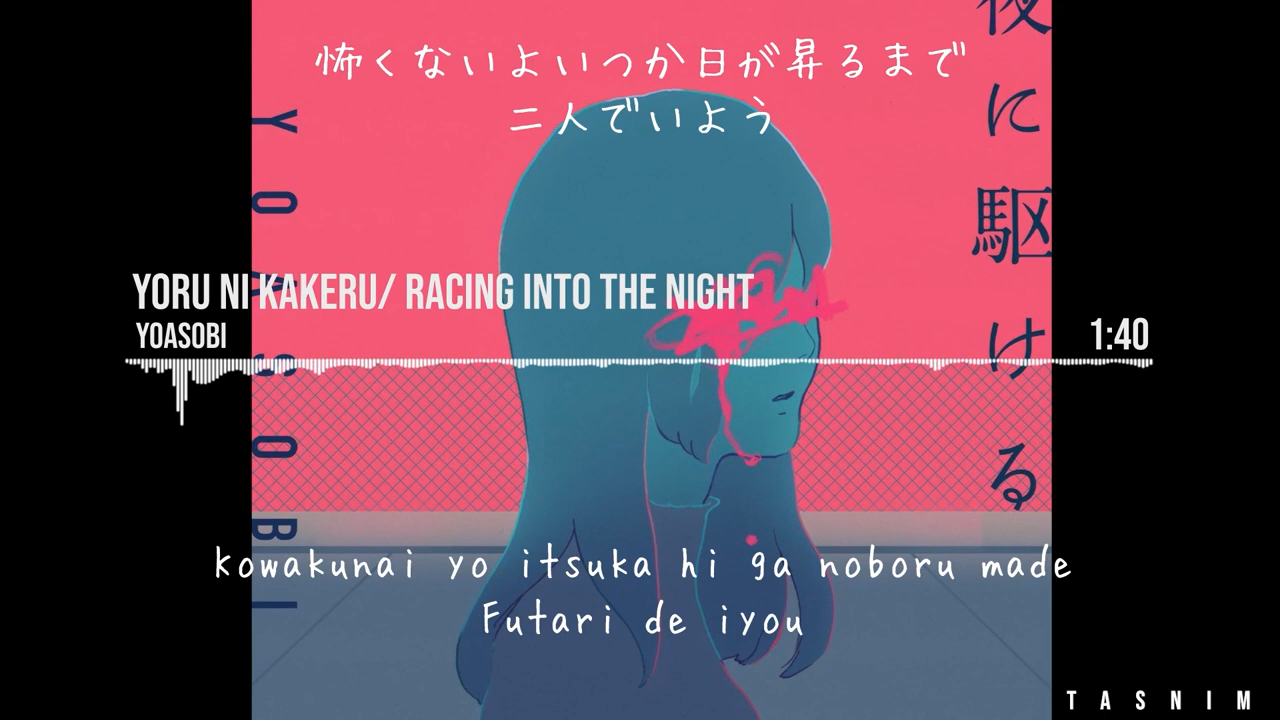 怖くないよいつか日が昇るまで
二人でいよう
夜に駆ける
YOASOBI
YORU NI KAKERU/ RACING INTO THE NIGHT
YOASOBI
1:40
kowakunai yo itsuka hi ga noboru made
Futari de iyou
TASNIM